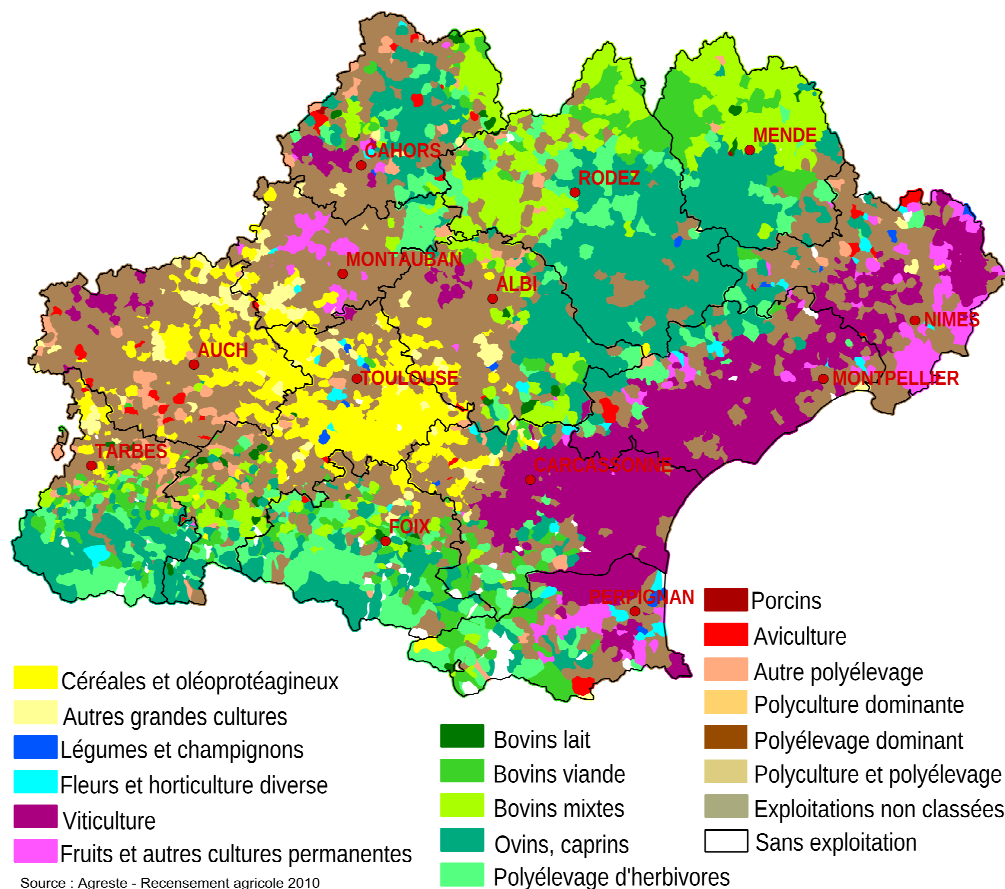 MENDE
CAHORS
RODEZ
MONTAUBAN
ALBI
NIMES
AUCH
TOULOUSE
MONTPELLIER
TARBES
CARCASSONNE
FOIX
PERPIGNAN
Céréales et oléoprotéagineux
Autres grandes cultures
Légumes et champignons
Fleurs et horticulture diverse
Viticulture
Fruits et autres cultures permanentes
Source : Agreste - Recensement agricole 2010
Bovins lait
Bovins viande
Bovins mixtes
Ovins, caprins
Polyélevage d'herbivores
Porcins
Aviculture
Autre polyélevage
Polyculture dominante
Polyélevage dominant
Polyculture et polyélevage
Exploitations non classées
Sans exploitation